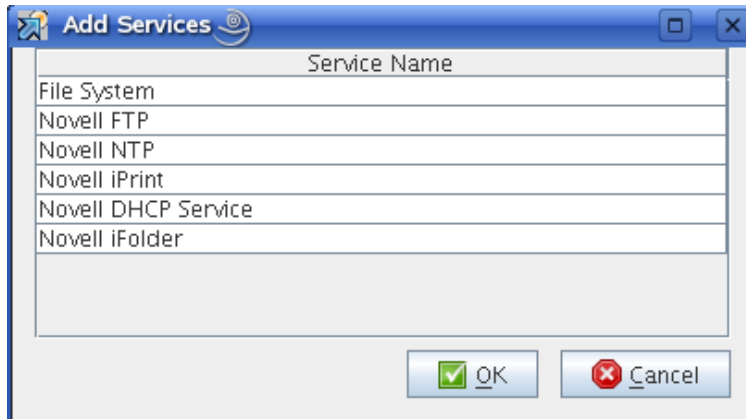 Add Services
Service Name
File System
Novell FTP
Novell NTP
Novell iPrint
Novell DHCP Service
Novell iFolder
OK
Cancel